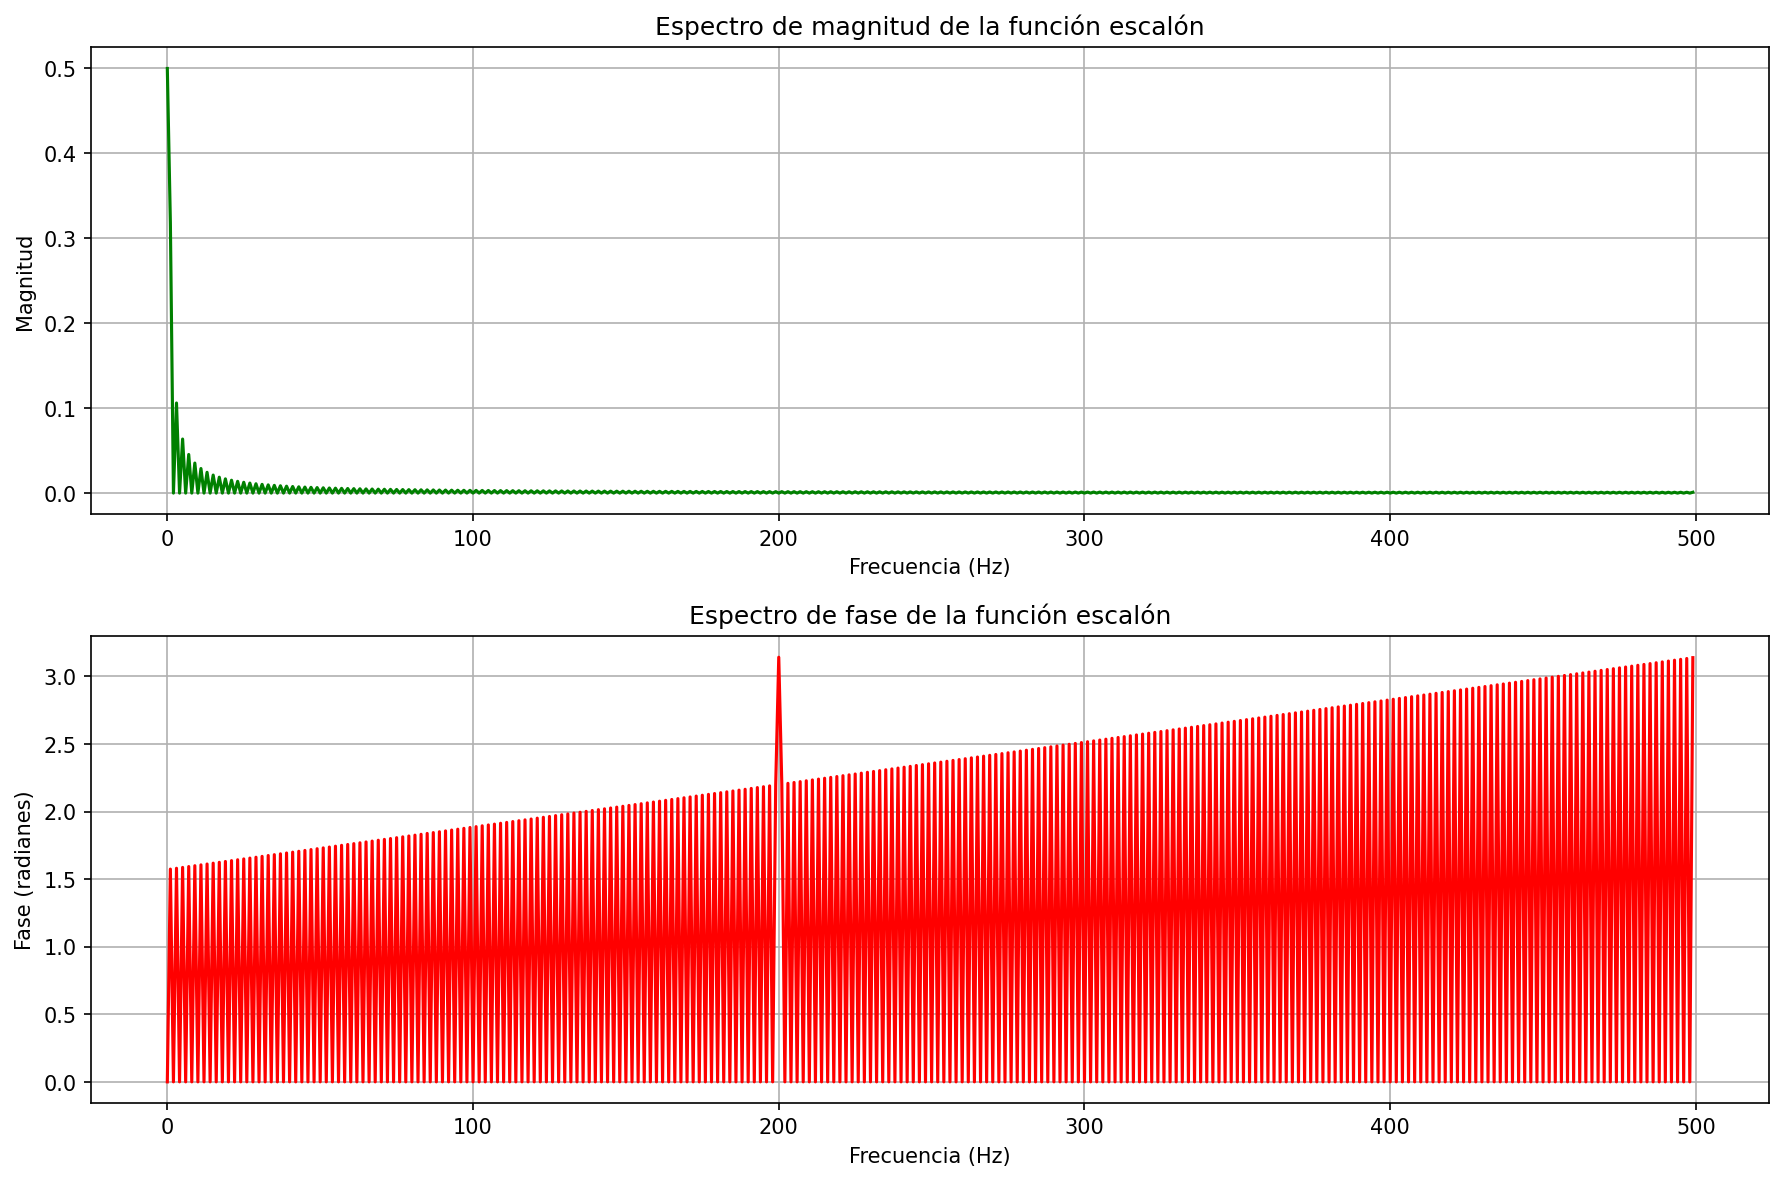 Espectro de magnitud de la función escalón
0.5
0.4
0.3
0.2
0.1
0.0
Magnitud
0 100 200 300 400 500
Frecuencia (Hz)
Espectro de fase de la función escalón
3.0
2.5
2.0
1.5
1.0
0.5
0.0
Fase (radianes)
0 100 200 300 400 500
Frecuencia (Hz)